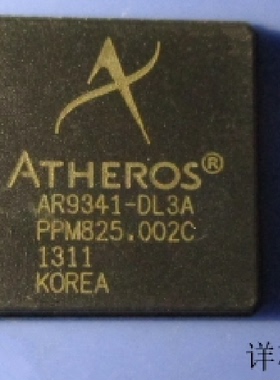 ATHEROS®
AR9341-DL3A
PPM825.002C
1311
KOREA
详